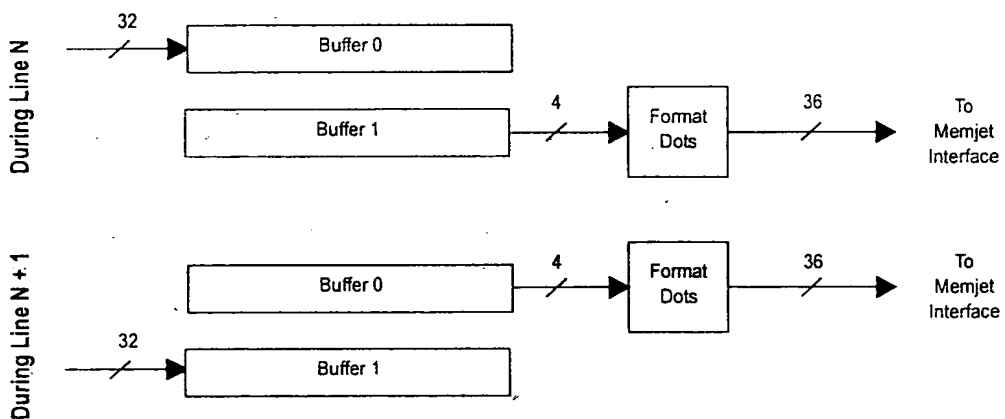 During Line N
32
Buffer 0
Buffer 1
4
Format
Dots
36
To
Memjet
Interface
During Line N + 1
Buffer 0
4
Format
Dots
36
To
Memjet
Interface
32
Buffer 1